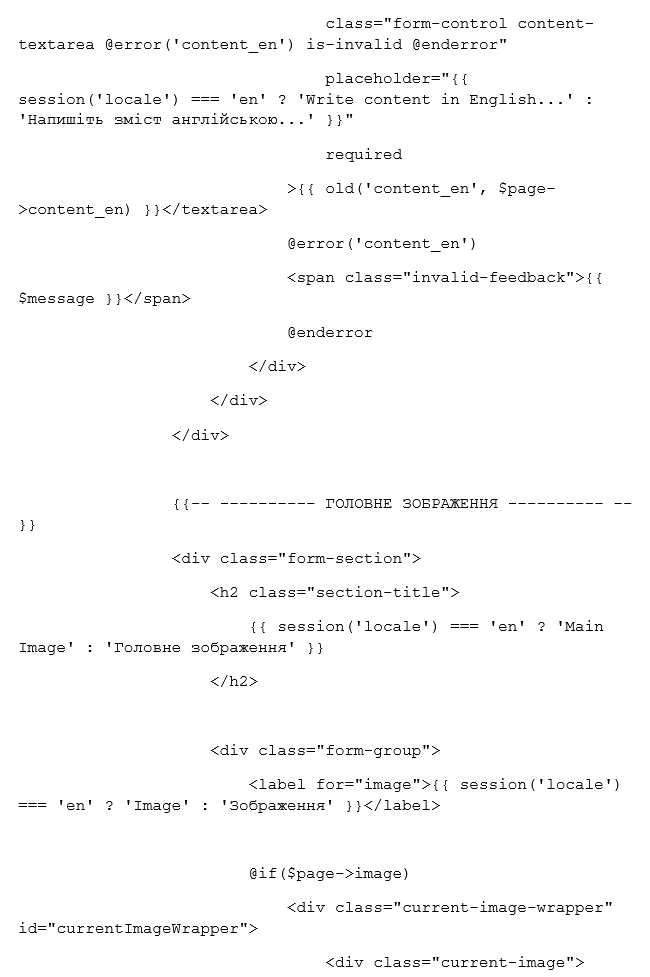 class="form-control content-
textarea @error('content_en') is-invalid @enderror"
placeholder="{{
session('locale') === 'en' ? 'Write content in English...' :
'Напишіть зміст англійською...' }}"
required
>{{ old('content_en', $page-
>content_en) }}</textarea>
@error('content_en')
<span class="invalid-feedback">{{
$message }}</span>
@enderror
</div>
</div>
</div>
{{-- ---------- ГОЛОВНЕ ЗОБРАЖЕННЯ ---------- --
}}
<div class="form-section">
<h2 class="section-title">
{{ session('locale') === 'en' ? 'Main
Image' : 'Головне зображення' }}
</h2>
<div class="form-group">
<label for="image">{{ session('locale')
=== 'en' ? 'Image' : 'Зображення' }}</label>
@if($page->image)
<div class="current-image-wrapper"
id="currentImageWrapper">
<div class="current-image">